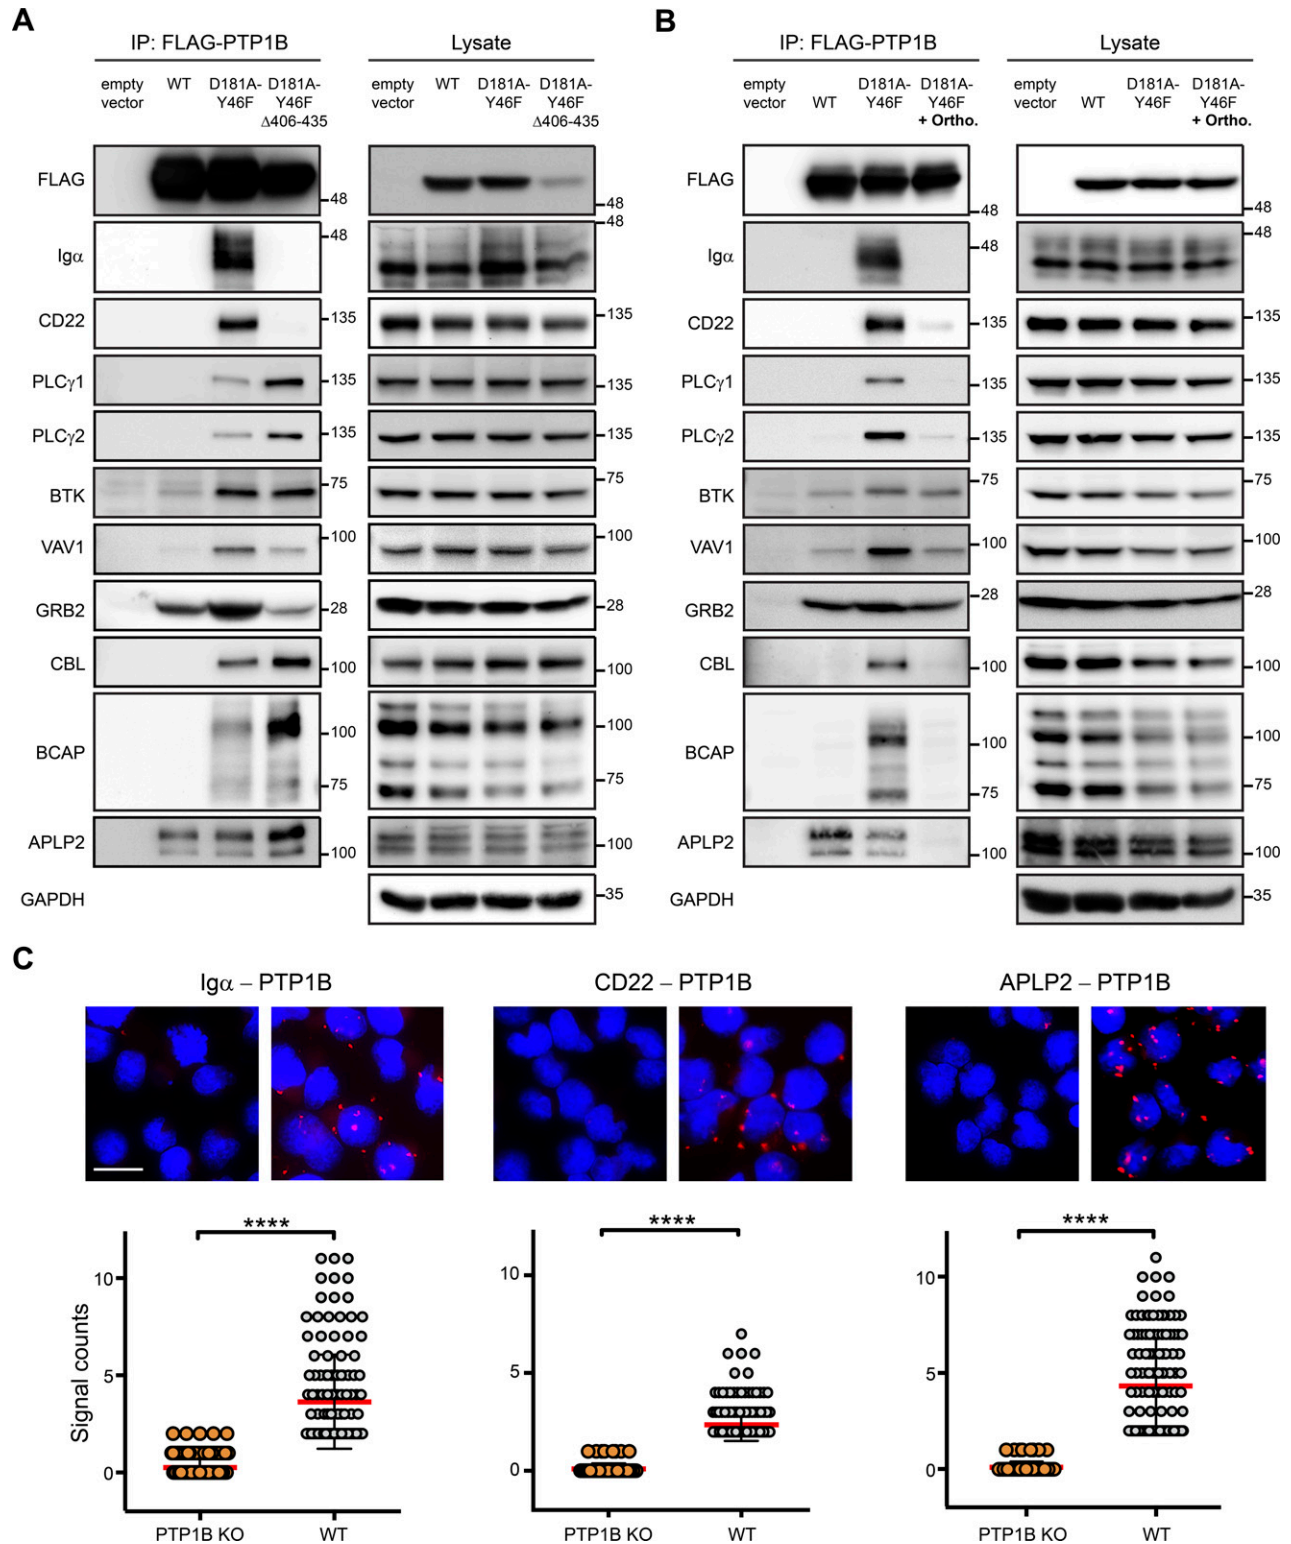 A
IP: FLAG-PTP1B
Lysate
empty vector
WT
D181A-Y46F
D181A-Y46F Δ406-435
empty vector
WT
D181A-Y46F
D181A-Y46F Δ406-435
FLAG
48
48
Igα
48
48
CD22
135
135
PLCγ1
135
135
PLCγ2
135
135
BTK
75
75
VAV1
100
100
GRB2
28
28
CBL
100
100
BCAP
100
75
100
75
APLP2
100
100
GAPDH
35
B
IP: FLAG-PTP1B
Lysate
empty vector
WT
D181A-Y46F
D181A-Y46F + Ortho.
empty vector
WT
D181A-Y46F
D181A-Y46F + Ortho.
FLAG
48
48
Igα
48
48
CD22
135
135
PLCγ1
135
135
PLCγ2
135
135
BTK
75
75
VAV1
100
100
GRB2
28
28
CBL
100
100
BCAP
100
75
100
75
APLP2
100
100
GAPDH
35
C
Igα – PTP1B
CD22 – PTP1B
APLP2 – PTP1B
Signal counts
****
10
5
0
PTP1B KO
WT
****
10
5
0
PTP1B KO
WT
****
10
5
0
PTP1B KO
WT